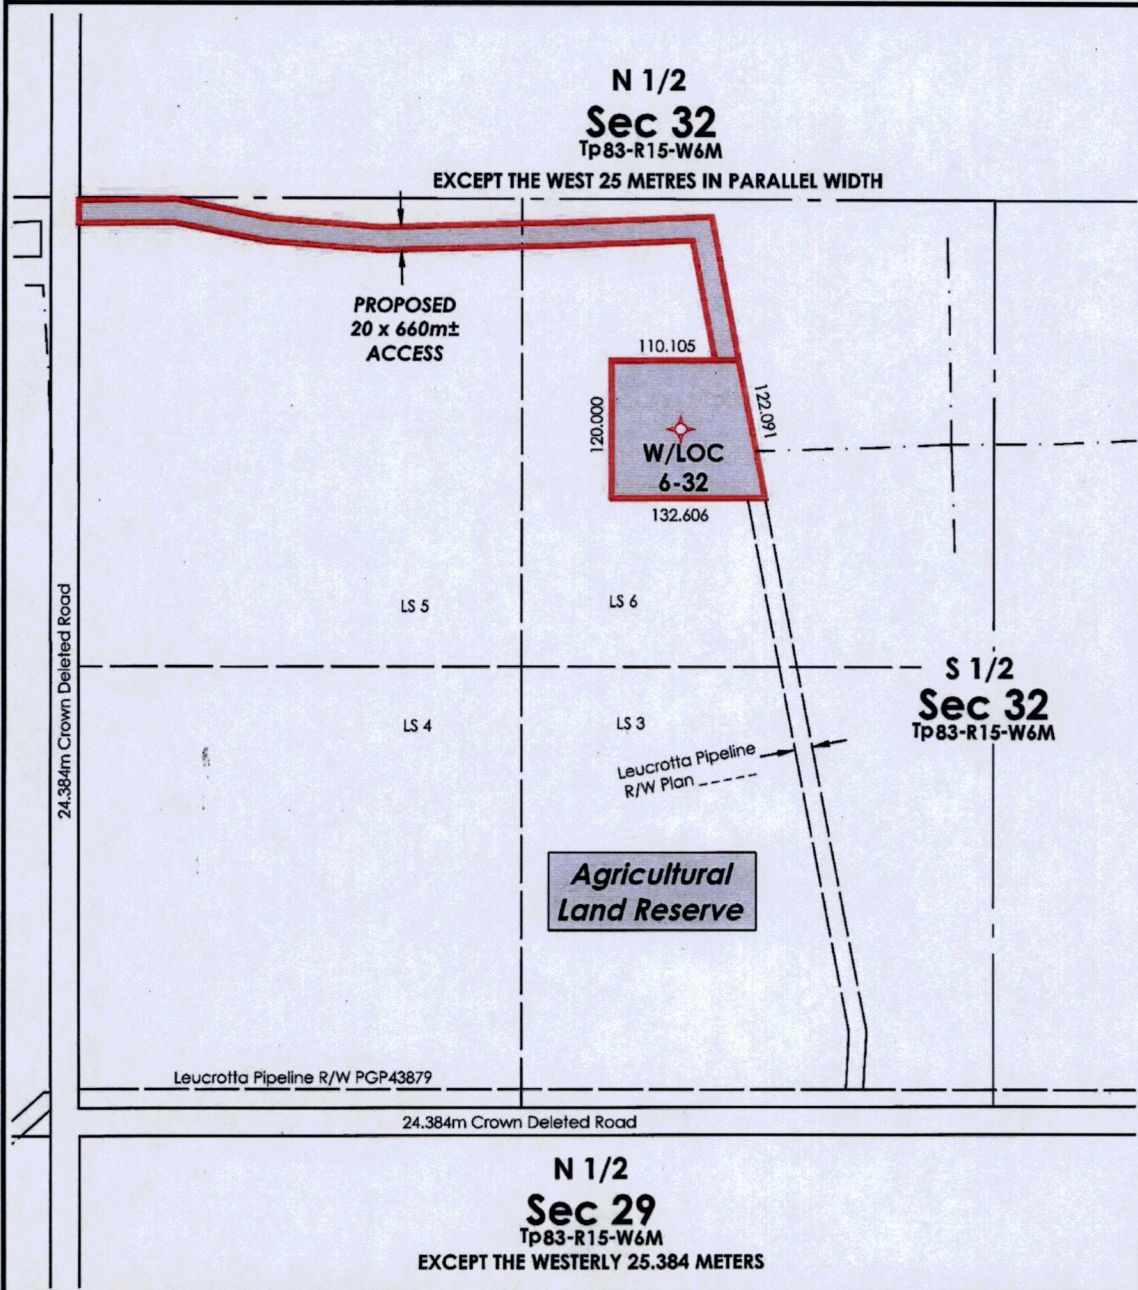 N 1/2
Sec 32
Tp83-R15-W6M
EXCEPT THE WEST 25 METRES IN PARALLEL WIDTH
PROPOSED
20 x 660m±
ACCESS
110.105
120.000
122.091
W/LOC
6-32
132.606
LS 5
LS 6
24.384m Crown Deleted Road
S 1/2
Sec 32
Tp83-R15-W6M
LS 4
LS 3
Leucrotta Pipeline
R/W Plan
Agricultural
Land Reserve
Leucrotta Pipeline R/W PGP43879
24.384m Crown Deleted Road
N 1/2
Sec 29
Tp83-R15-W6M
EXCEPT THE WESTERLY 25.384 METERS